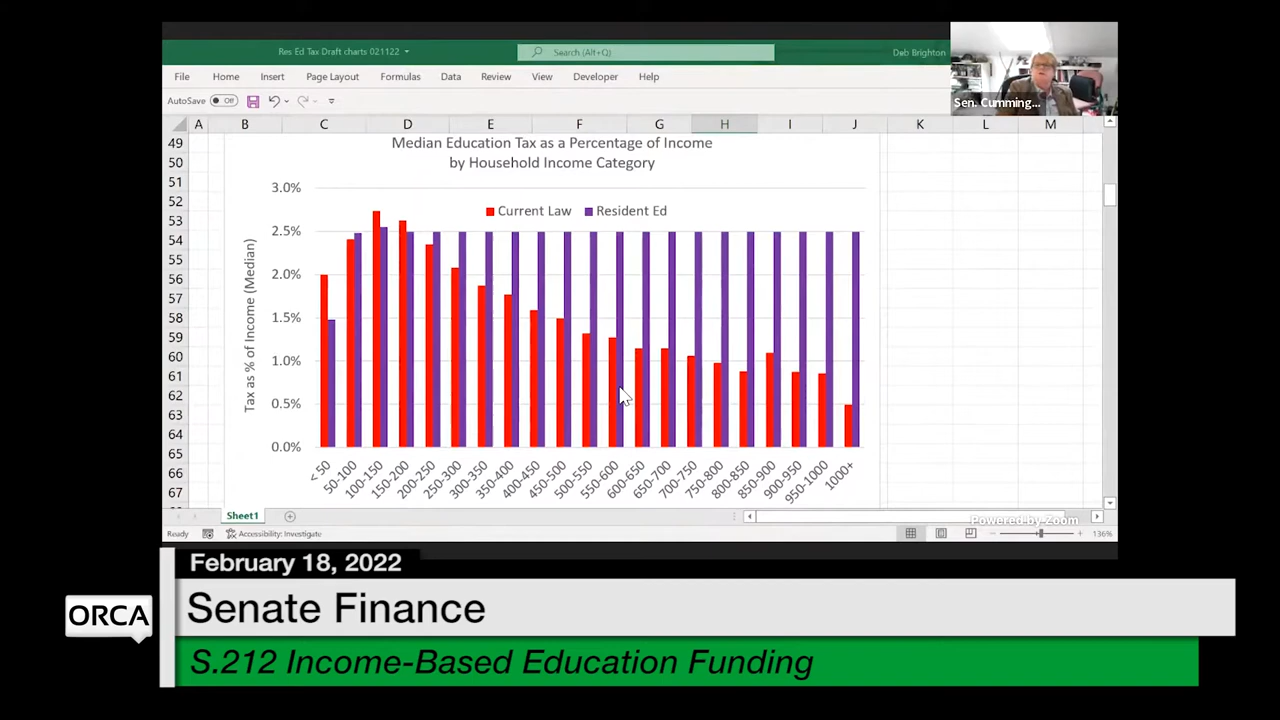 Res Ed Tax Draft charts 021122
Search (Alt+Q)
Deb Brighton
File Home Insert Page Layout Formulas Data Review View Developer Help
AutoSave Off
Sen. Cumming...
A B C D E F G H I J K L M
49
50
51
52
53
54
55
56
57
58
59
60
61
62
63
64
65
66
67
Median Education Tax as a Percentage of Income
by Household Income Category
Current Law Resident Ed
Tax as % of Income (Median)
3.0%
2.5%
2.0%
1.5%
1.0%
0.5%
0.0%
< 50 50-100 100-150 150-200 200-250 250-300 300-350 350-400 400-450 450-500 500-550 550-600 600-650 650-700 700-750 750-800 800-850 850-900 900-950 950-1000 1000+
Sheet1
Powered by Zoom
Ready Accessibility: Investigate 136%
February 18, 2022
ORCA
Senate Finance
S.212 Income-Based Education Funding